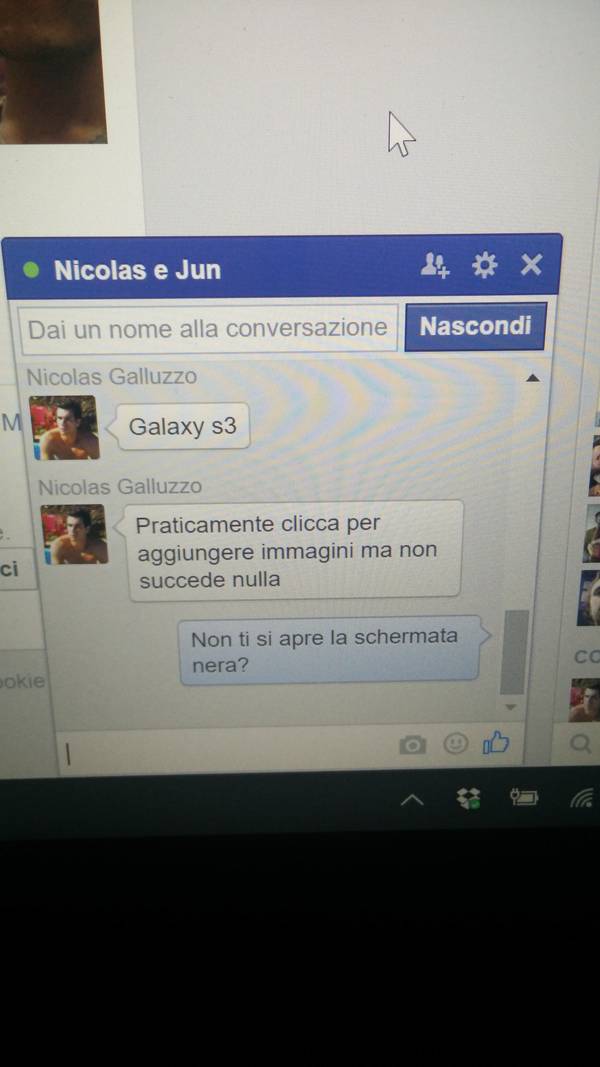 Nicolas e Jun
Dai un nome alla conversazione
Nascondi
Nicolas Galluzzo
M
Galaxy s3
Nicolas Galluzzo
Praticamente clicca per
aggiungere immagini ma non
succede nulla
e.
ci
Non ti si apre la schermata
nera?
ookie
CO